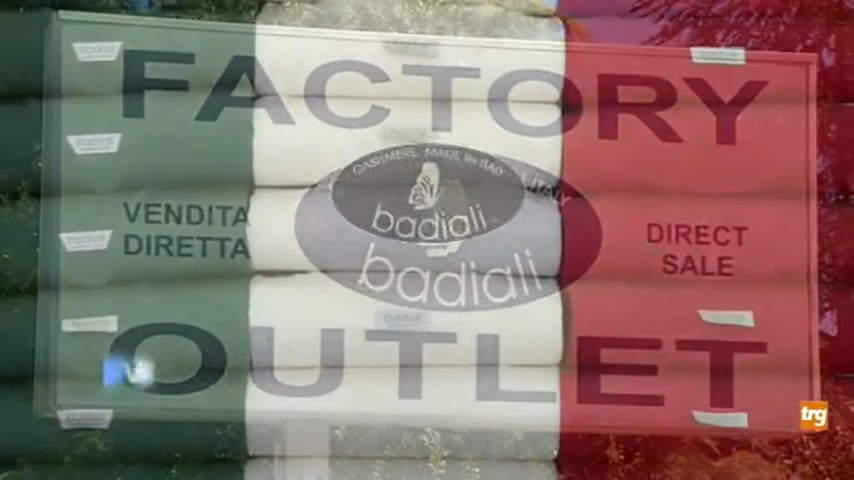 FACTORY
CASHMERE MADE IN
ITALY
badiali
badiali
VENDITA
DIRETTA
DIRECT
SALE
OUTLET
trg